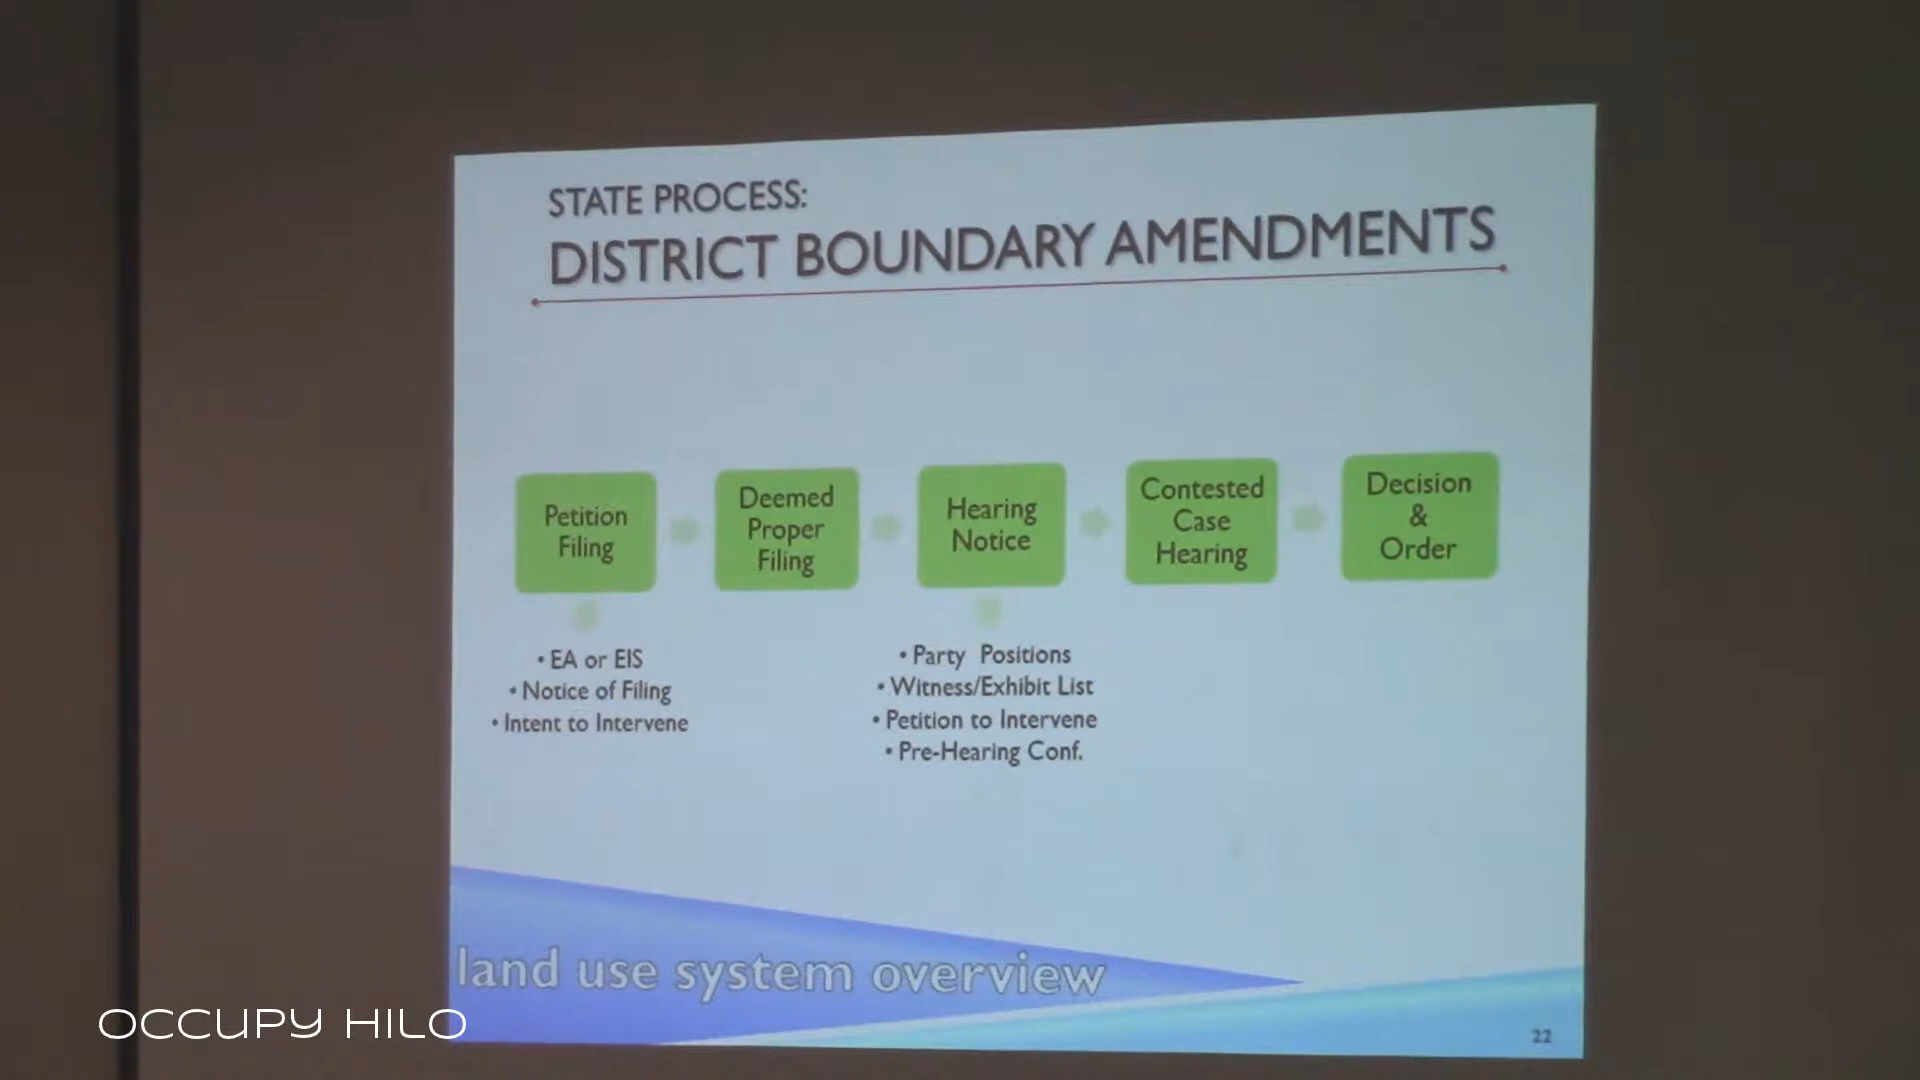 STATE PROCESS:
DISTRICT BOUNDARY AMENDMENTS
Petition
Filing
Deemed
Proper
Filing
Hearing
Notice
Contested
Case
Hearing
Decision
&
Order
• EA or EIS
• Notice of Filing
• Intent to Intervene
• Party Positions
• Witness/Exhibit List
• Petition to Intervene
• Pre-Hearing Conf.
land use system overview
22
OCCUPY HILO